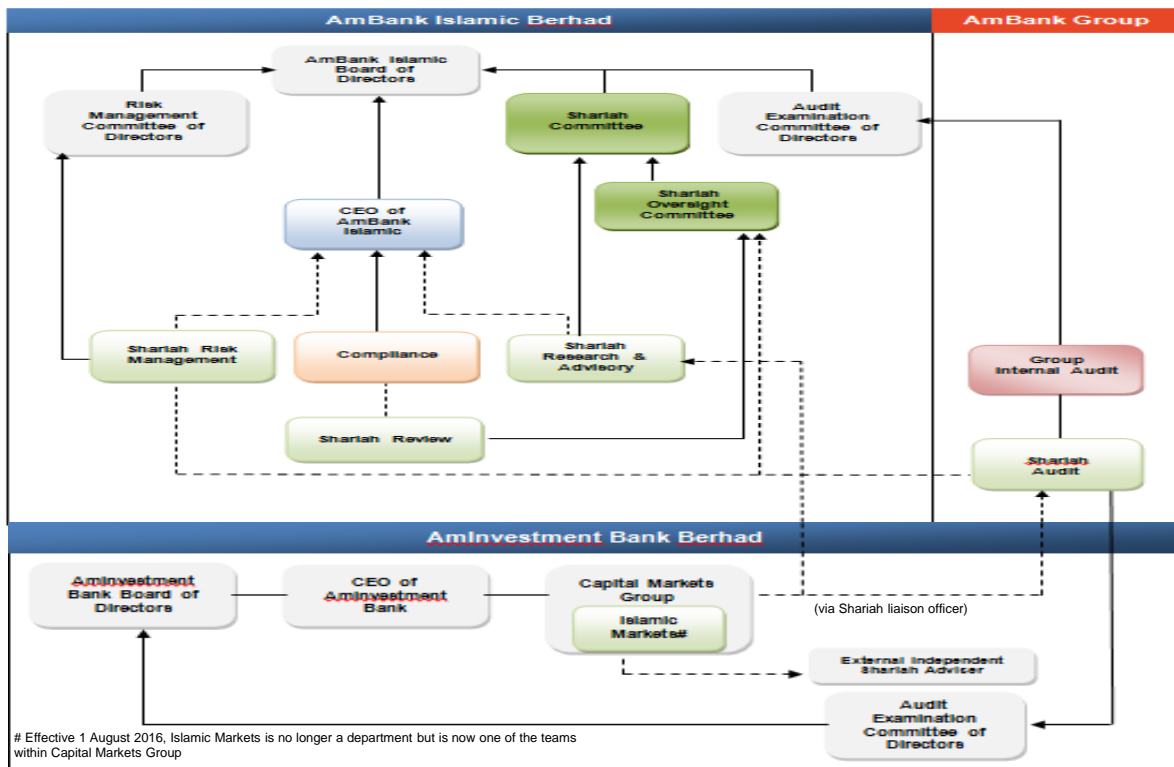 AmBank Islamic Berhad
AmBank Group
AmBank Islamic
Board of
Directors
Risk
Management
Committee of
Directors
Shariah
Committee
Audit
Examination
Committee of
Directors
Shariah
Oversight
Committee
CEO of
AmBank
Islamic
Shariah Risk
Management
Compliance
Shariah
Research &
Advisory
Group
Internal Audit
Shariah Review
Shariah
Audit
AmInvestment Bank Berhad
AmInvestment
Bank Board of
Directors
CEO of
AmInvestment
Bank
Capital Markets
Group
Islamic
Markets#
(via Shariah liaison officer)
External Independent
Shariah Adviser
Audit
Examination
Committee of
Directors
# Effective 1 August 2016, Islamic Markets is no longer a department but is now one of the teams
within Capital Markets Group